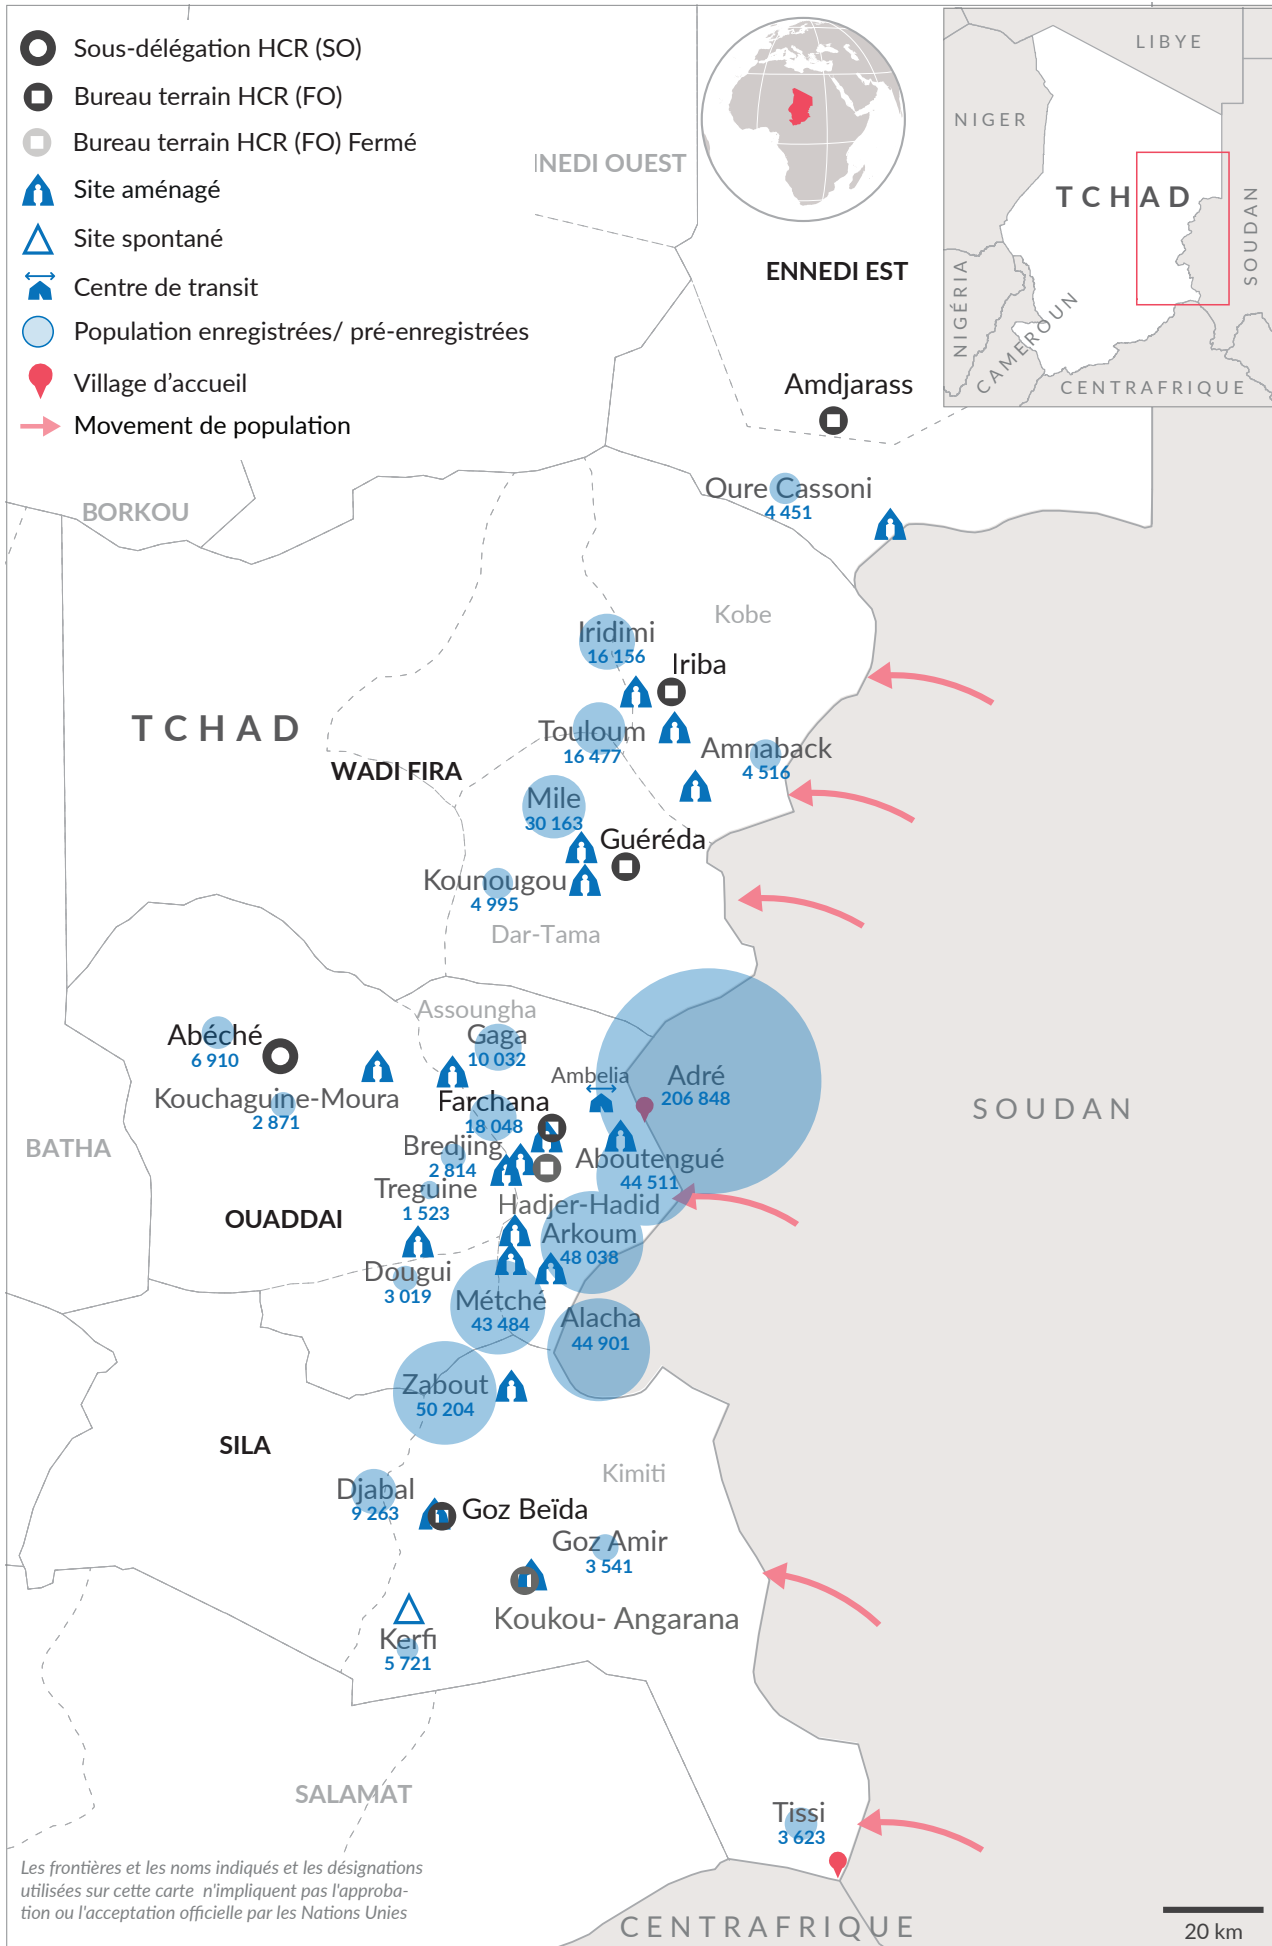 Sous-délégation HCR (SO)
Bureau terrain HCR (FO)
Bureau terrain HCR (FO) Fermé
Site aménagé
Site spontané
Centre de transit
Population enregistrées/ pré-enregistrées
Village d'accueil
Movement de population
NNEDI OUEST
ENNEDI EST
LIBYE
NIGER
TCHAD
SOUDAN
NIGÉRIA
CAMEROUN
CENTRAFRIQUE
Amdjarass
Oure Cassoni
4 451
BORKOU
Kobe
Iridimi
16 156
Iriba
TCHAD
Touloum
16 477
Amnaback
4 516
WADI FIRA
Mile
30 163
Guéréda
Kounougou
4 995
Dar-Tama
Assoungha
Abéché
6 910
Gaga
10 032
Ambelia
Adré
206 848
Kouchaguine-Moura
2 871
Farchana
18 048
SOUDAN
BATHA
Bredjing
2 814
Aboutengué
44 511
Treguine
1 523
Hadjer-Hadid
OUADDAI
Arkoum
48 038
Dougui
3 019
Métché
43 484
Alacha
44 901
Zabout
50 204
SILA
Kimiti
Djabal
9 263
Goz Beïda
Goz Amir
3 541
Koukou- Angarana
Kerfi
5 721
SALAMAT
Tissi
3 623
Les frontières et les noms indiqués et les désignations
utilisées sur cette carte n'impliquent pas l'approba-
tion ou l'acceptation officielle par les Nations Unies
CENTRAFRIQUE
20 km